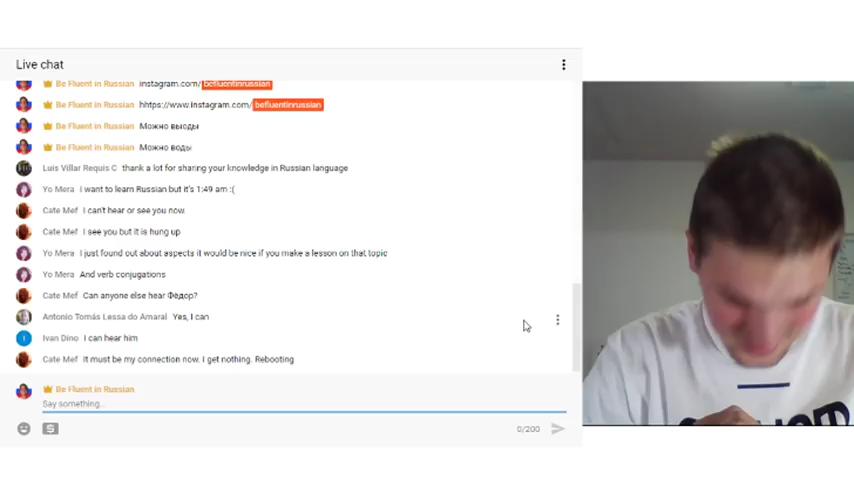 Live chat
Be Fluent in Russian instagram.com/befluentinrussian
Be Fluent in Russian hhtps://www.instagram.com/befluentinrussian
Be Fluent in Russian Можно выоды
Be Fluent in Russian Можно воды
Luis Villar Requis C thank a lot for sharing your knowledge in Russian language
Yo Mera I want to learn Russian but it's 1:49 am :(
Cate Mef I can't hear or see you now.
Cate Mef I see you but it is hung up
Yo Mera I just found out about aspects it would be nice if you make a lesson on that topic
Yo Mera And verb conjugations
Cate Mef Can anyone else hear Фёдор?
Antonio Tomás Lessa do Amaral Yes, I can
I
Ivan Dino I can hear him
Cate Mef It must be my connection now. I get nothing. Rebooting
Be Fluent in Russian
Say something...
0/200